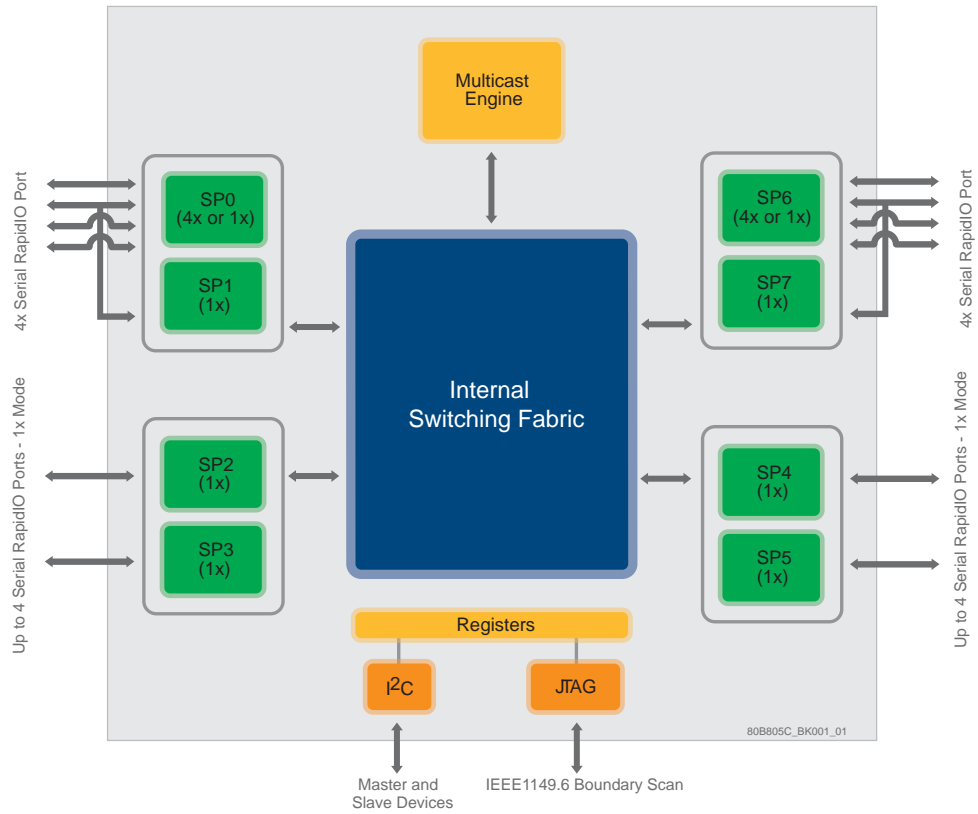 Multicast
Engine
4x Serial RapidIO Port
SP0
(4x or 1x)
SP1
(1x)
SP6
(4x or 1x)
SP7
(1x)
4x Serial RapidIO Port
Internal
Switching Fabric
Up to 4 Serial RapidIO Ports - 1x Mode
SP2
(1x)
SP3
(1x)
SP4
(1x)
SP5
(1x)
Up to 4 Serial RapidIO Ports - 1x Mode
Registers
I²C
JTAG
80B805C_BK001_01
Master and
Slave Devices
IEEE1149.6 Boundary Scan